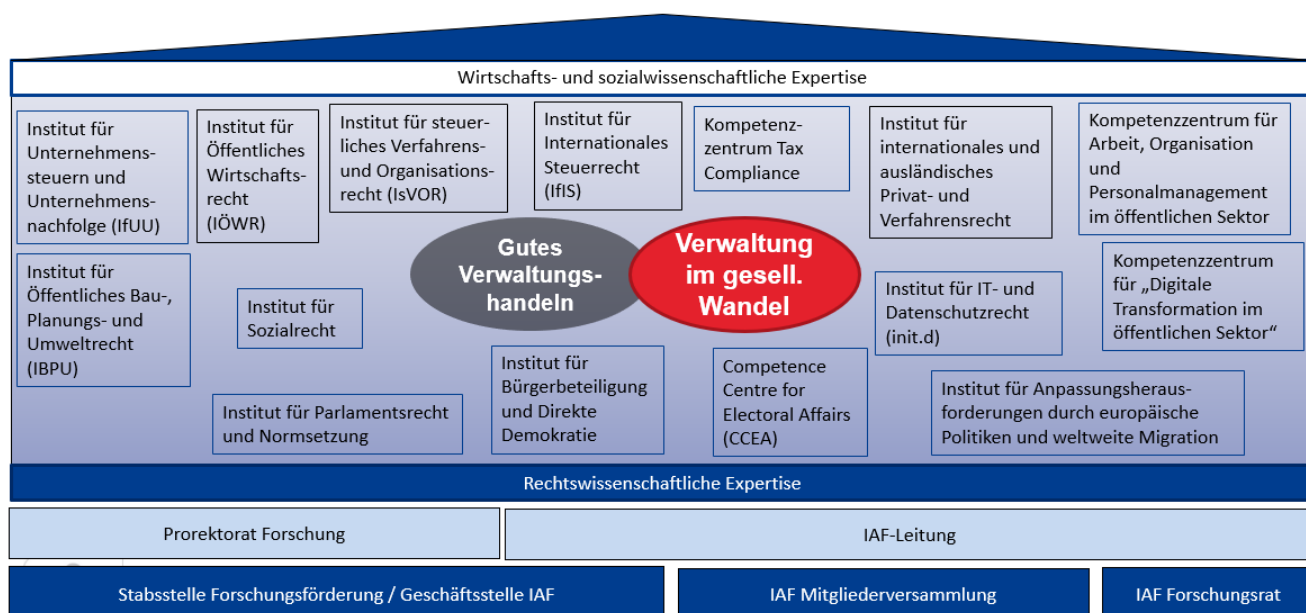 Wirtschafts- und sozialwissenschaftliche Expertise
Institut für
Unternehmens-
steuern und
Unternehmens-
nachfolge (IfUU)
Institut für
Öffentliches
Wirtschafts-
recht (IÖWR)
Institut für steuer-
liches Verfahrens-
und Organisations-
recht (IsVOR)
Institut für
Internationales
Steuerrecht (IfIS)
Kompetenz-
zentrum Tax
Compliance
Institut für
internationales und
ausländisches
Privat- und
Verfahrensrecht
Kompetenzzentrum für
Arbeit, Organisation
und
Personalmanagement
im öffentlichen Sektor
Gutes
Verwaltungs-
handeln
Verwaltung
im gesell.
Wandel
Institut für
Öffentliches Bau-,
Planungs- und
Umweltrecht
(IBPU)
Institut für
Sozialrecht
Institut für IT- und
Datenschutzrecht
(init.d)
Kompetenzzentrum
für „Digitale
Transformation im
öffentlichen Sektor“
Institut für Parlamentsrecht
und Normsetzung
Institut für
Bürgerbeteiligung
und Direkte
Demokratie
Competence
Centre for
Electoral Affairs
(CCEA)
Institut für Anpassungsheraus-
forderungen durch europäische
Politiken und weltweite Migration
Rechtswissenschaftliche Expertise
Prorektorat Forschung
IAF-Leitung
Stabsstelle Forschungsförderung / Geschäftsstelle IAF
IAF Mitgliederversammlung
IAF Forschungsrat